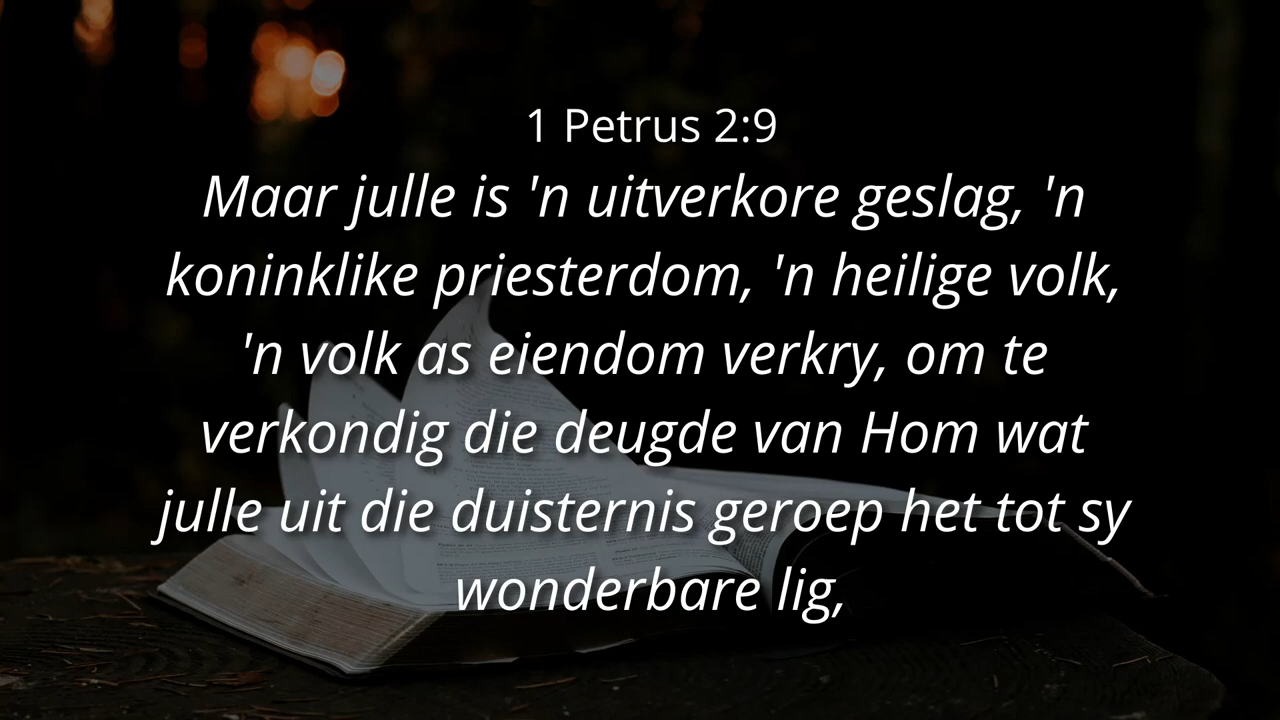 1 Petrus 2:9
Maar julle is 'n uitverkore geslag, 'n
koninklike priesterdom, 'n heilige volk,
'n volk as eiendom verkry, om te
verkondig die deugde van Hom wat
julle uit die duisternis geroep het tot sy
wonderbare lig,